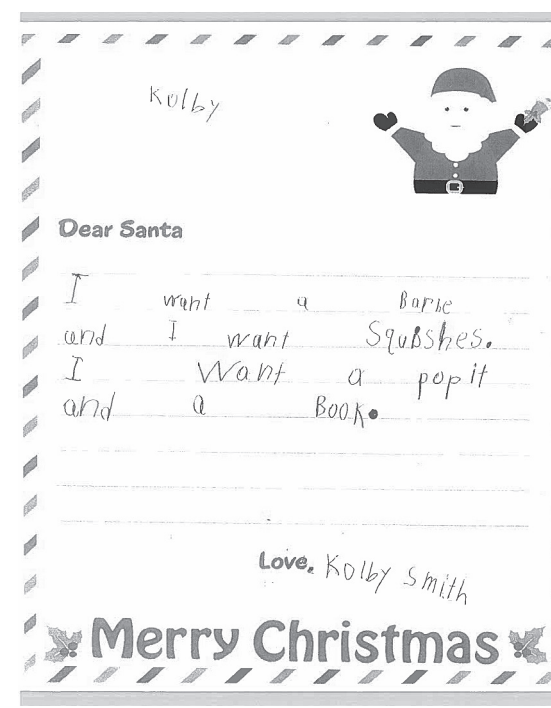 Kolby
Dear Santa
I want a Barbe
and I want Squbshes.
I Want a pop it
and a Book.
Love, Kolby Smith
Merry Christmas